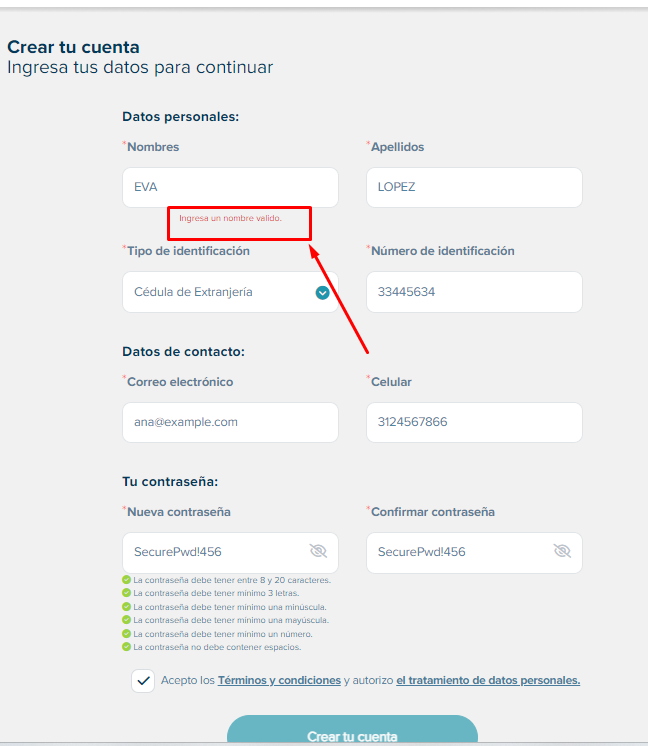 Crear tu cuenta
Ingresa tus datos para continuar
Datos personales:
*Nombres
*Apellidos
EVA
LOPEZ
Ingresa un nombre valido.
*Tipo de identificación
*Número de identificación
Cédula de Extranjería
33445634
Datos de contacto:
*Correo electrónico
*Celular
ana@example.com
3124567866
Tu contraseña:
*Nueva contraseña
*Confirmar contraseña
SecurePwd!456
SecurePwd!456
La contraseña debe tener entre 8 y 20 caracteres.
La contraseña debe tener mínimo 3 letras.
La contraseña debe tener mínimo una minúscula.
La contraseña debe tener mínimo una mayúscula.
La contraseña debe tener mínimo un número.
La contraseña no debe contener espacios.
Acepto los Términos y condiciones y autorizo el tratamiento de datos personales.
Crear tu cuenta